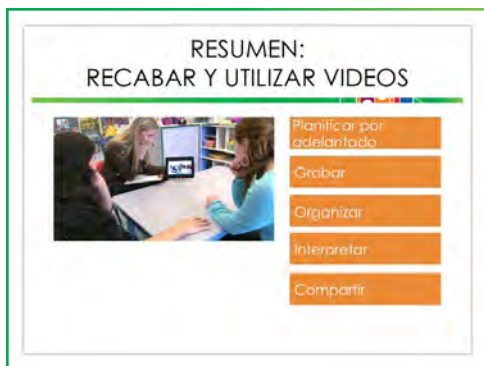 RESUMEN:
RECABAR Y UTILIZAR VIDEOS
Planificar por
adelantado
Grabar
Organizar
Interpretar
Compartir